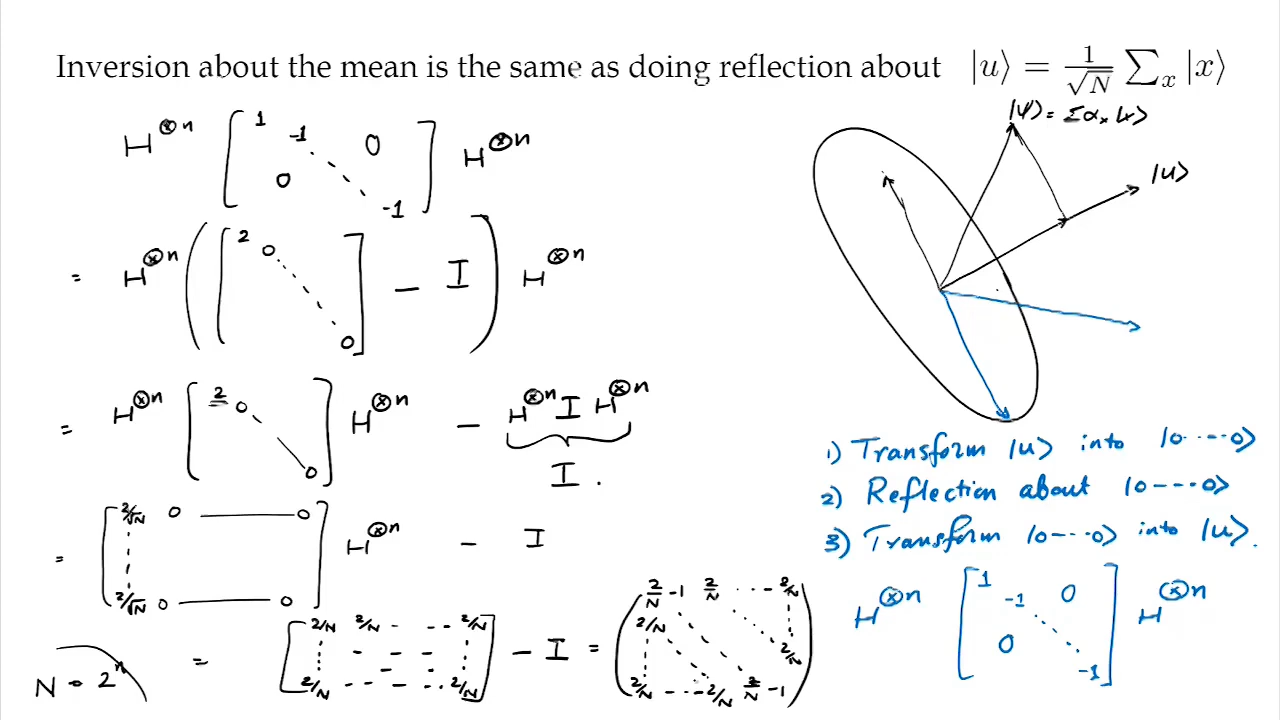 Inversion about the mean is the same as doing reflection about |u⟩ = 1/√N ∑ₓ |x⟩
|ψ⟩ = Σαₓ|x⟩
|u⟩
H^⊗n [ 1 -1 0 0 -1 ] H^⊗n
= H^⊗n ( [ 2 0 0 ] − I ) H^⊗n
= H^⊗n [ 2 0 0 ] H^⊗n − H^⊗n I H^⊗n
I .
= [ 2/√N 0 0 2/√N 0 0 ] H^⊗n − I
= [ 2/N 2/N - - - 2/N 2/N - - - - 2/N ] − I = ( 2/N -1 2/N - - - 2/N 2/N 2/N 2/N - - - 2/N 2/N -1 )
N = 2^n
1) Transform |u⟩ into |0---0⟩
2) Reflection about |0---0⟩
3) Transform |0---0⟩ into |u⟩.
H^⊗n [ 1 -1 0 0 -1 ] H^⊗n